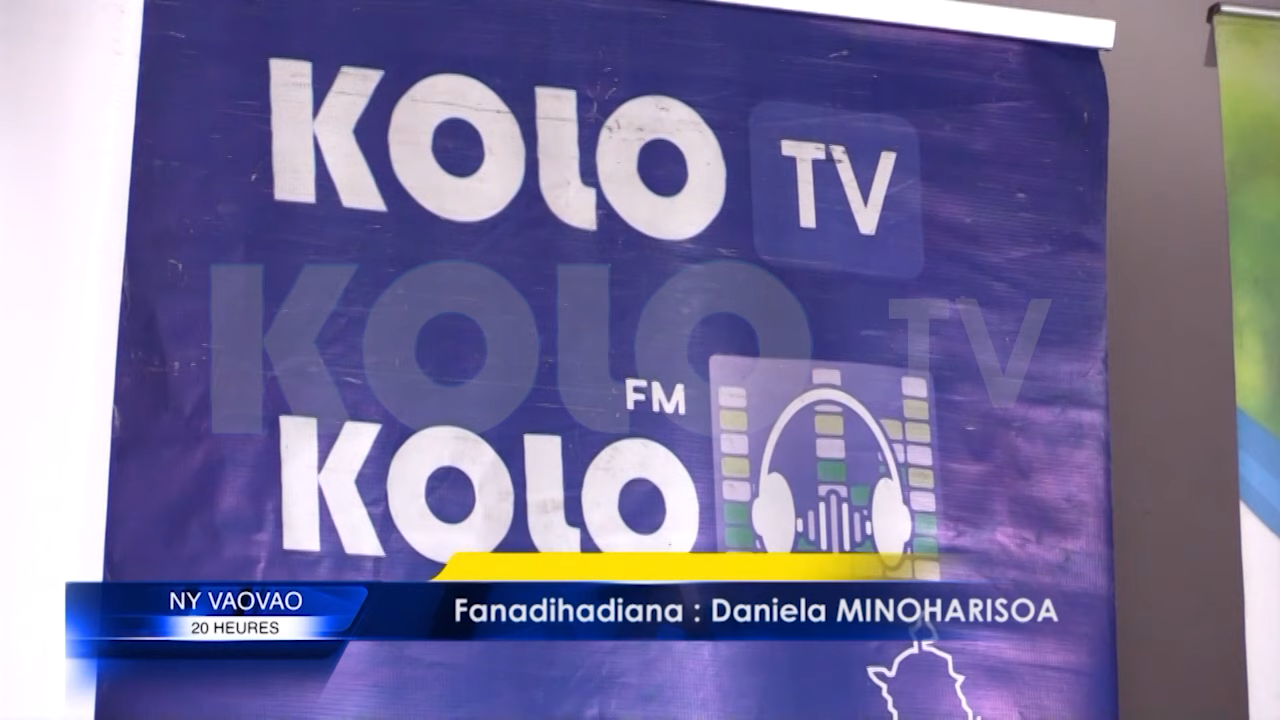 KOLO TV
KOLO TV
FM
KOLO
NY VAOVAO
20 HEURES
Fanadihadiana : Daniela MINOHARISOA